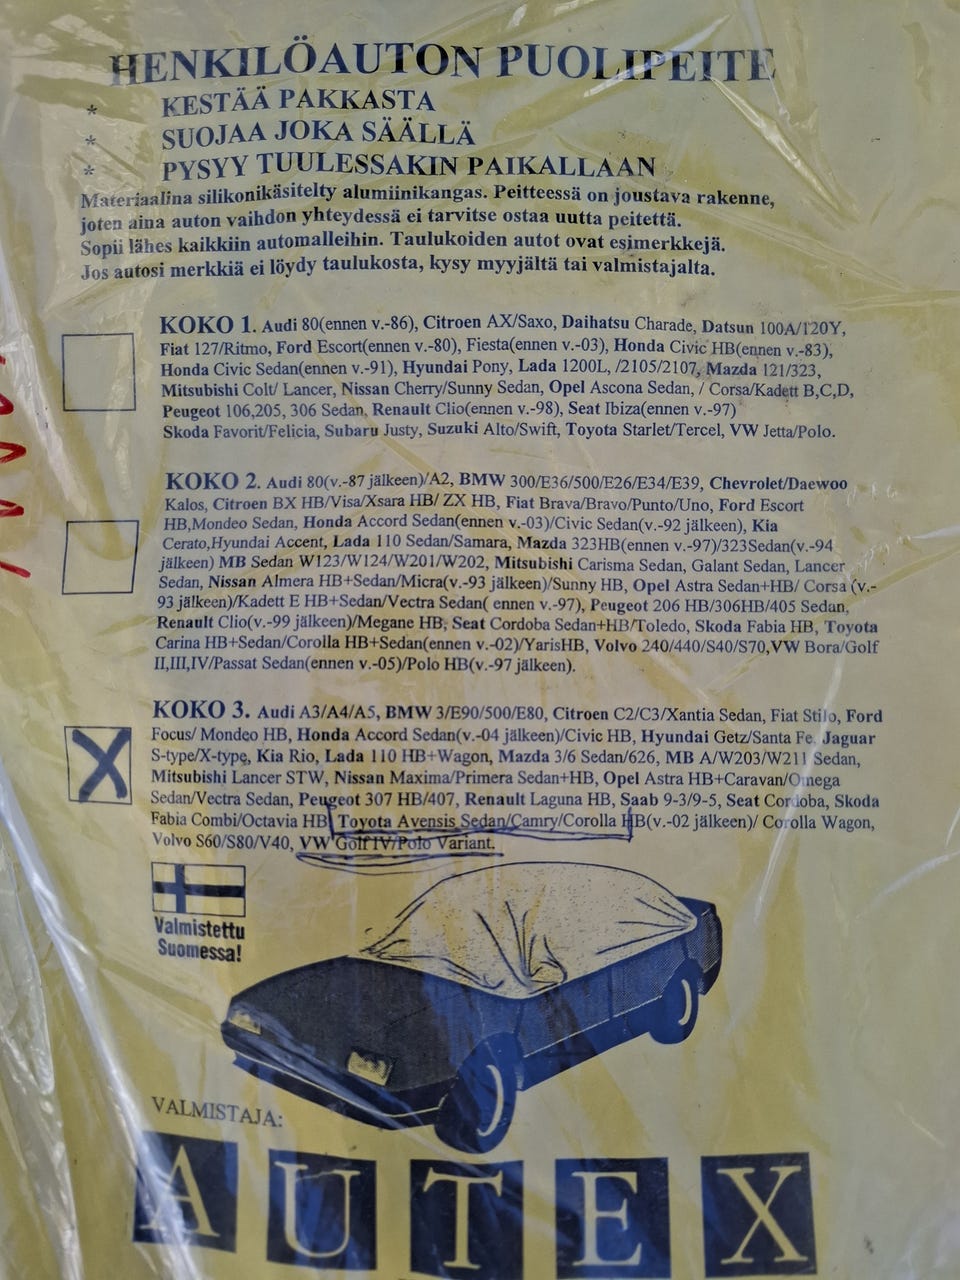 HENKILÖAUTON PUOLIPEITE
* KESTÄÄ PAKKASTA
* SUOJAA JOKA SÄÄLLÄ
* PYSYY TUULESSAKIN PAIKALLAAN
Materiaalina silikonikäsitelty alumiinikangas. Peitteessä on joustava rakenne,
joten aina auton vaihdon yhteydessä ei tarvitse ostaa uutta peitettä.
Sopii lähes kaikkiin automalleihin. Taulukoiden autot ovat esimerkkejä.
Jos autosi merkkiä ei löydy taulukosta, kysy myyjältä tai valmistajalta.
KOKO 1. Audi 80(ennen v.-86), Citroen AX/Saxo, Daihatsu Charade, Datsun 100A/120Y,
Fiat 127/Ritmo, Ford Escort(ennen v.-80), Fiesta(ennen v.-03), Honda Civic HB(ennen v.-83),
Honda Civic Sedan(ennen v.-91), Hyundai Pony, Lada 1200L, /2105/2107, Mazda 121/323,
Mitsubishi Colt/ Lancer, Nissan Cherry/Sunny Sedan, Opel Ascona Sedan, / Corsa/Kadett B,C,D,
Peugeot 106,205, 306 Sedan, Renault Clio(ennen v.-98), Seat Ibiza(ennen v.-97)
Skoda Favorit/Felicia, Subaru Justy, Suzuki Alto/Swift, Toyota Starlet/Tercel, VW Jetta/Polo.
KOKO 2. Audi 80(v.-87 jälkeen)/A2, BMW 300/E36/500/E26/E34/E39, Chevrolet/Daewoo
Kalos, Citroen BX HB/Visa/Xsara HB/ ZX HB, Fiat Brava/Bravo/Punto/Uno, Ford Escort
HB,Mondeo Sedan, Honda Accord Sedan(ennen v.-03)/Civic Sedan(v.-92 jälkeen), Kia
Cerato,Hyundai Accent, Lada 110 Sedan/Samara, Mazda 323HB(ennen v.-97)/323Sedan(v.-94
jälkeen) MB Sedan W123/W124/W201/W202, Mitsubishi Carisma Sedan, Galant Sedan, Lancer
Sedan, Nissan Almera HB+Sedan/Micra(v.-93 jälkeen)/Sunny HB, Opel Astra Sedan+HB/ Corsa (v.-
93 jälkeen)/Kadett E HB+Sedan/Vectra Sedan( ennen v.-97), Peugeot 206 HB/306HB/405 Sedan,
Renault Clio(v.-99 jälkeen)/Megane HB, Seat Cordoba Sedan+HB/Toledo, Skoda Fabia HB, Toyota
Carina HB+Sedan/Corolla HB+Sedan(ennen v.-02)/YarisHB, Volvo 240/440/S40/S70,VW Bora/Golf
II,III,IV/Passat Sedan(ennen v.-05)/Polo HB(v.-97 jälkeen).
X
KOKO 3. Audi A3/A4/A5, BMW 3/E90/500/E80, Citroen C2/C3/Xantia Sedan, Fiat Stilo, Ford
Focus/ Mondeo HB, Honda Accord Sedan(v.-04 jälkeen)/Civic HB, Hyundai Getz/Santa Fe, Jaguar
S-type/X-type, Kia Rio, Lada 110 HB+Wagon, Mazda 3/6 Sedan/626, MB A/W203/W211 Sedan,
Mitsubishi Lancer STW, Nissan Maxima/Primera Sedan+HB, Opel Astra HB+Caravan/Omega
Sedan/Vectra Sedan, Peugeot 307 HB/407, Renault Laguna HB, Saab 9-3/9-5, Seat Cordoba, Skoda
Fabia Combi/Octavia HB, Toyota Avensis Sedan/Camry/Corolla HB(v.-02 jälkeen)/ Corolla Wagon,
Volvo S60/S80/V40, VW Golf IV/Polo Variant.
Valmistettu
Suomessa!
VALMISTAJA:
AUTEX